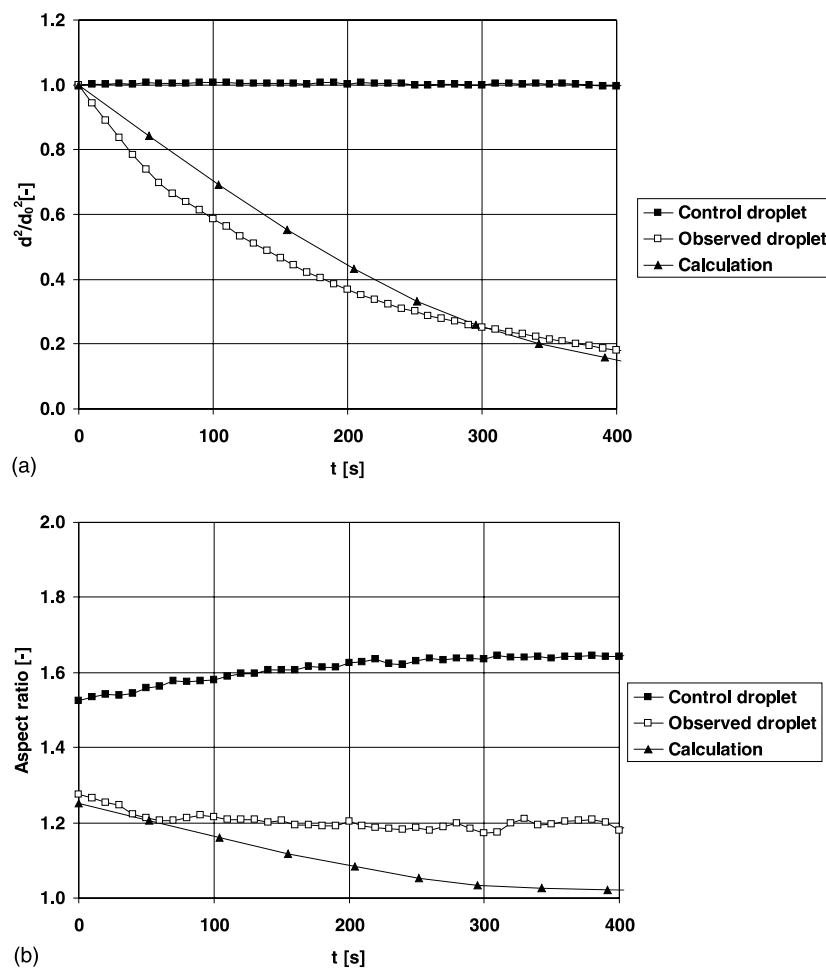 1.2
1.0
0.8
0.6
0.4
0.2
0.0
d²/d₀²[-]
0 100 200 300 400
t [s]
Control droplet
Observed droplet
Calculation
(a)
2.0
1.8
1.6
1.4
1.2
1.0
Aspect ratio [-]
0 100 200 300 400
t [s]
Control droplet
Observed droplet
Calculation
(b)